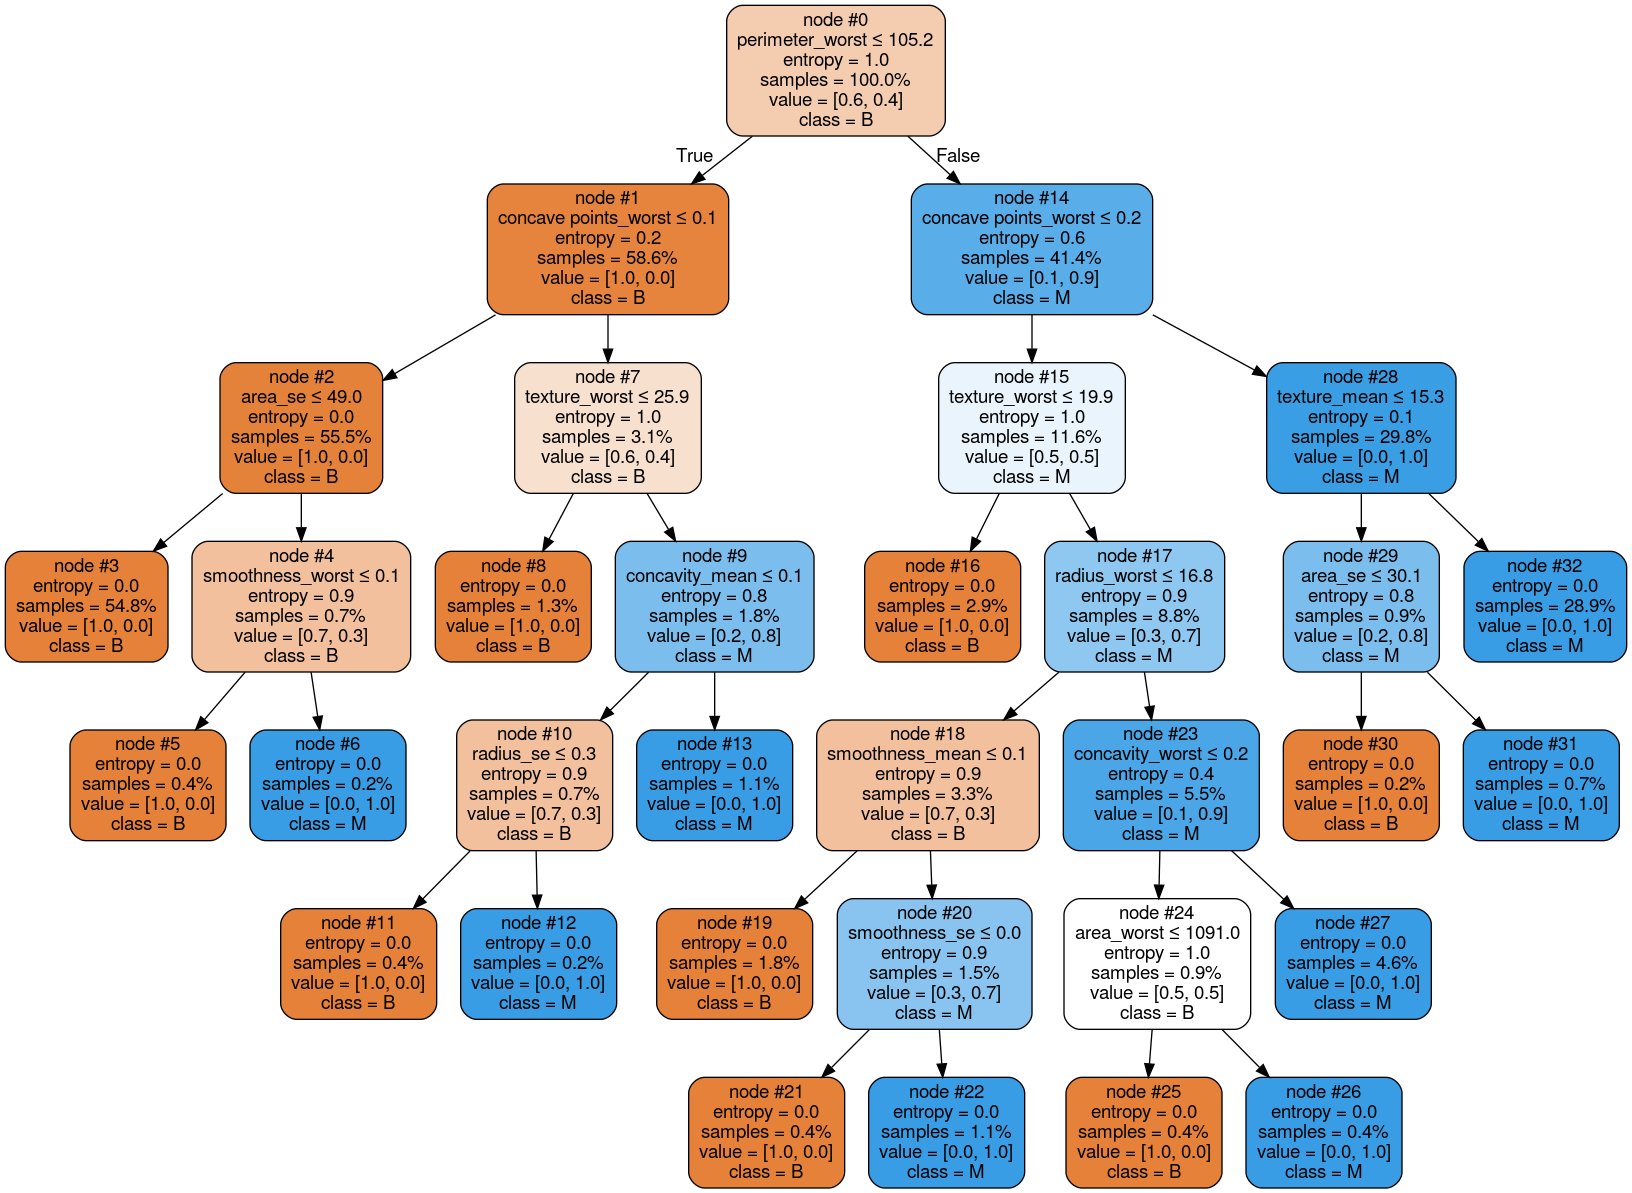 node #0
perimeter_worst ≤ 105.2
entropy = 1.0
samples = 100.0%
value = [0.6, 0.4]
class = B
True
False
node #1
concave points_worst ≤ 0.1
entropy = 0.2
samples = 58.6%
value = [1.0, 0.0]
class = B
node #14
concave points_worst ≤ 0.2
entropy = 0.6
samples = 41.4%
value = [0.1, 0.9]
class = M
node #2
area_se ≤ 49.0
entropy = 0.0
samples = 55.5%
value = [1.0, 0.0]
class = B
node #7
texture_worst ≤ 25.9
entropy = 1.0
samples = 3.1%
value = [0.6, 0.4]
class = B
node #15
texture_worst ≤ 19.9
entropy = 1.0
samples = 11.6%
value = [0.5, 0.5]
class = M
node #28
texture_mean ≤ 15.3
entropy = 0.1
samples = 29.8%
value = [0.0, 1.0]
class = M
node #3
entropy = 0.0
samples = 54.8%
value = [1.0, 0.0]
class = B
node #4
smoothness_worst ≤ 0.1
entropy = 0.9
samples = 0.7%
value = [0.7, 0.3]
class = B
node #8
entropy = 0.0
samples = 1.3%
value = [1.0, 0.0]
class = B
node #9
concavity_mean ≤ 0.1
entropy = 0.8
samples = 1.8%
value = [0.2, 0.8]
class = M
node #16
entropy = 0.0
samples = 2.9%
value = [1.0, 0.0]
class = B
node #17
radius_worst ≤ 16.8
entropy = 0.9
samples = 8.8%
value = [0.3, 0.7]
class = M
node #29
area_se ≤ 30.1
entropy = 0.8
samples = 0.9%
value = [0.2, 0.8]
class = M
node #32
entropy = 0.0
samples = 28.9%
value = [0.0, 1.0]
class = M
node #5
entropy = 0.0
samples = 0.4%
value = [1.0, 0.0]
class = B
node #6
entropy = 0.0
samples = 0.2%
value = [0.0, 1.0]
class = M
node #10
radius_se ≤ 0.3
entropy = 0.9
samples = 0.7%
value = [0.7, 0.3]
class = B
node #13
entropy = 0.0
samples = 1.1%
value = [0.0, 1.0]
class = M
node #18
smoothness_mean ≤ 0.1
entropy = 0.9
samples = 3.3%
value = [0.7, 0.3]
class = B
node #23
concavity_worst ≤ 0.2
entropy = 0.4
samples = 5.5%
value = [0.1, 0.9]
class = M
node #30
entropy = 0.0
samples = 0.2%
value = [1.0, 0.0]
class = B
node #31
entropy = 0.0
samples = 0.7%
value = [0.0, 1.0]
class = M
node #11
entropy = 0.0
samples = 0.4%
value = [1.0, 0.0]
class = B
node #12
entropy = 0.0
samples = 0.2%
value = [0.0, 1.0]
class = M
node #19
entropy = 0.0
samples = 1.8%
value = [1.0, 0.0]
class = B
node #20
smoothness_se ≤ 0.0
entropy = 0.9
samples = 1.5%
value = [0.3, 0.7]
class = M
node #24
area_worst ≤ 1091.0
entropy = 1.0
samples = 0.9%
value = [0.5, 0.5]
class = B
node #27
entropy = 0.0
samples = 4.6%
value = [0.0, 1.0]
class = M
node #21
entropy = 0.0
samples = 0.4%
value = [1.0, 0.0]
class = B
node #22
entropy = 0.0
samples = 1.1%
value = [0.0, 1.0]
class = M
node #25
entropy = 0.0
samples = 0.4%
value = [1.0, 0.0]
class = B
node #26
entropy = 0.0
samples = 0.4%
value = [0.0, 1.0]
class = M